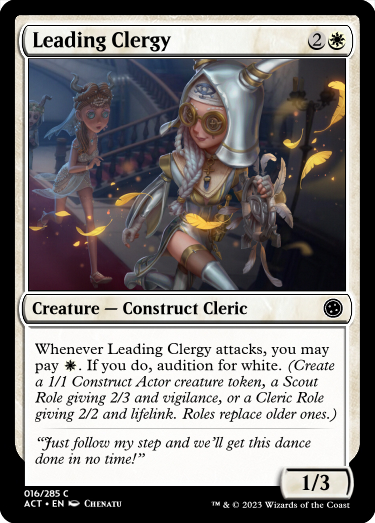 Leading Clergy 2
Creature — Construct Cleric
Whenever Leading Clergy attacks, you may
pay . If you do, audition for white. (Create
a 1/1 Construct Actor creature token, a Scout
Role giving 2/3 and vigilance, or a Cleric Role
giving 2/2 and lifelink. Roles replace older ones.)
“Just follow my step and we’ll get this dance
done in no time!”
1/3
016/285 C
ACT • EN Chenatu
™ & © 2023 Wizards of the Coast